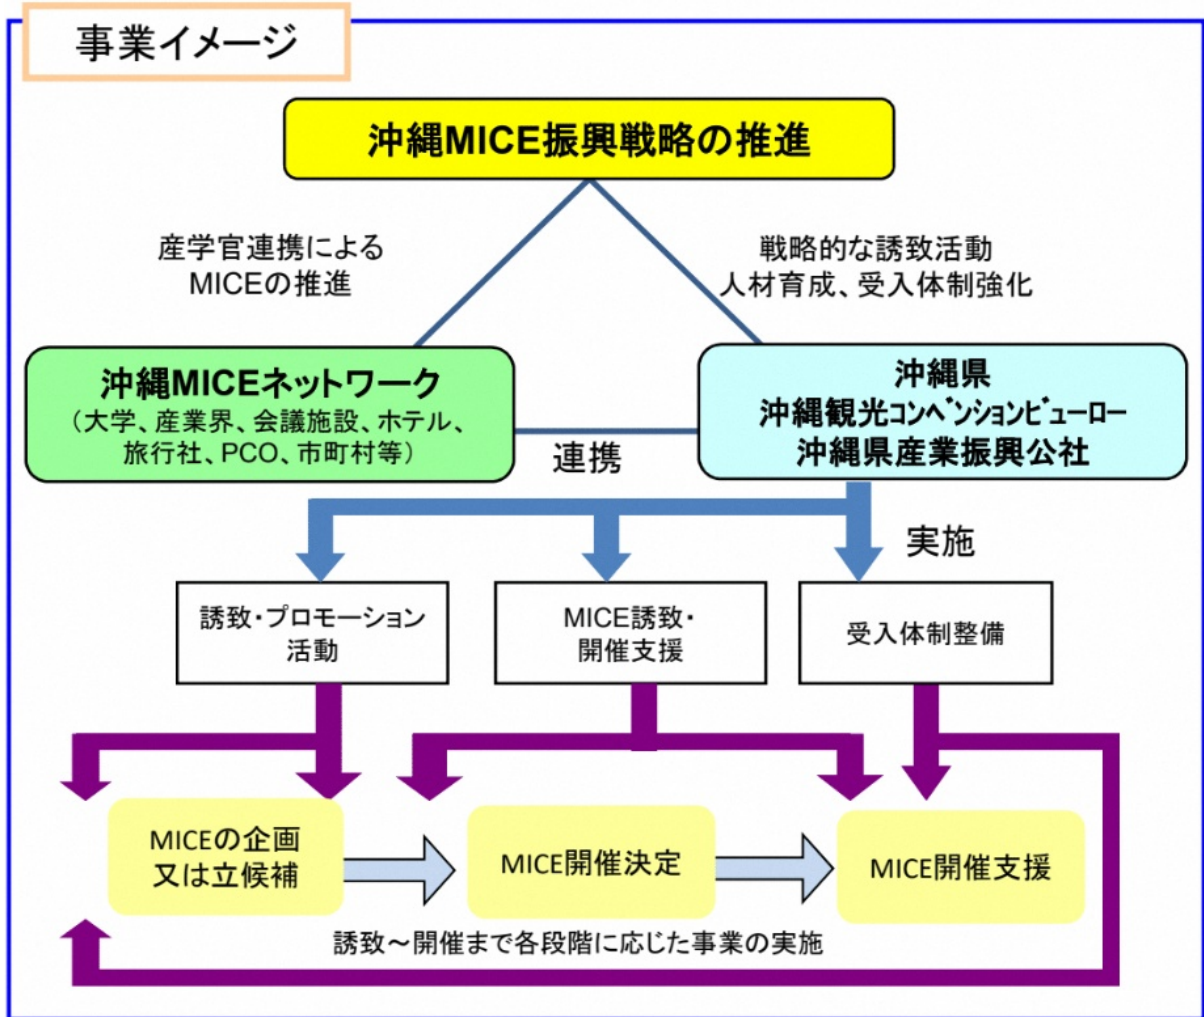 事業イメージ
沖縄MICE振興戦略の推進
産学官連携による
MICEの推進
戦略的な誘致活動
人材育成、受入体制強化
沖縄MICEネットワーク
（大学、産業界、会議施設、ホテル、
旅行社、PCO、市町村等）
連携
沖縄県
沖縄観光コンベンションビューロー
沖縄県産業振興公社
実施
誘致・プロモーション
活動
MICE誘致・
開催支援
受入体制整備
MICEの企画
又は立候補
MICE開催決定
MICE開催支援
誘致～開催まで各段階に応じた事業の実施